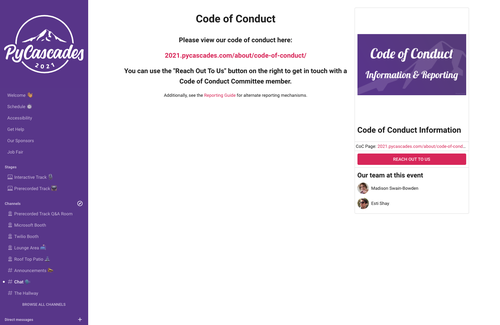 PyCascades
2021
Welcome
Schedule
Accessibility
Get Help
Our Sponsors
Job Fair
Stages
Interactive Track
Prerecorded Track
Channels
Prerecorded Track Q&A Room
Microsoft Booth
Twilio Booth
Lounge Area
Roof Top Patio
Announcements
Chat
The Hallway
BROWSE ALL CHANNELS
Direct messages
Code of Conduct
Please view our code of conduct here:
2021.pycascades.com/about/code-of-conduct/
You can use the "Reach Out To Us" button on the right to get in touch with a
Code of Conduct Committee member.
Additionally, see the Reporting Guide for alternate reporting mechanisms.
Code of Conduct
Information & Reporting
Code of Conduct Information
CoC Page: 2021.pycascades.com/about/code-of-cond...
REACH OUT TO US
Our team at this event
Madison Swain-Bowden
Esti Shay